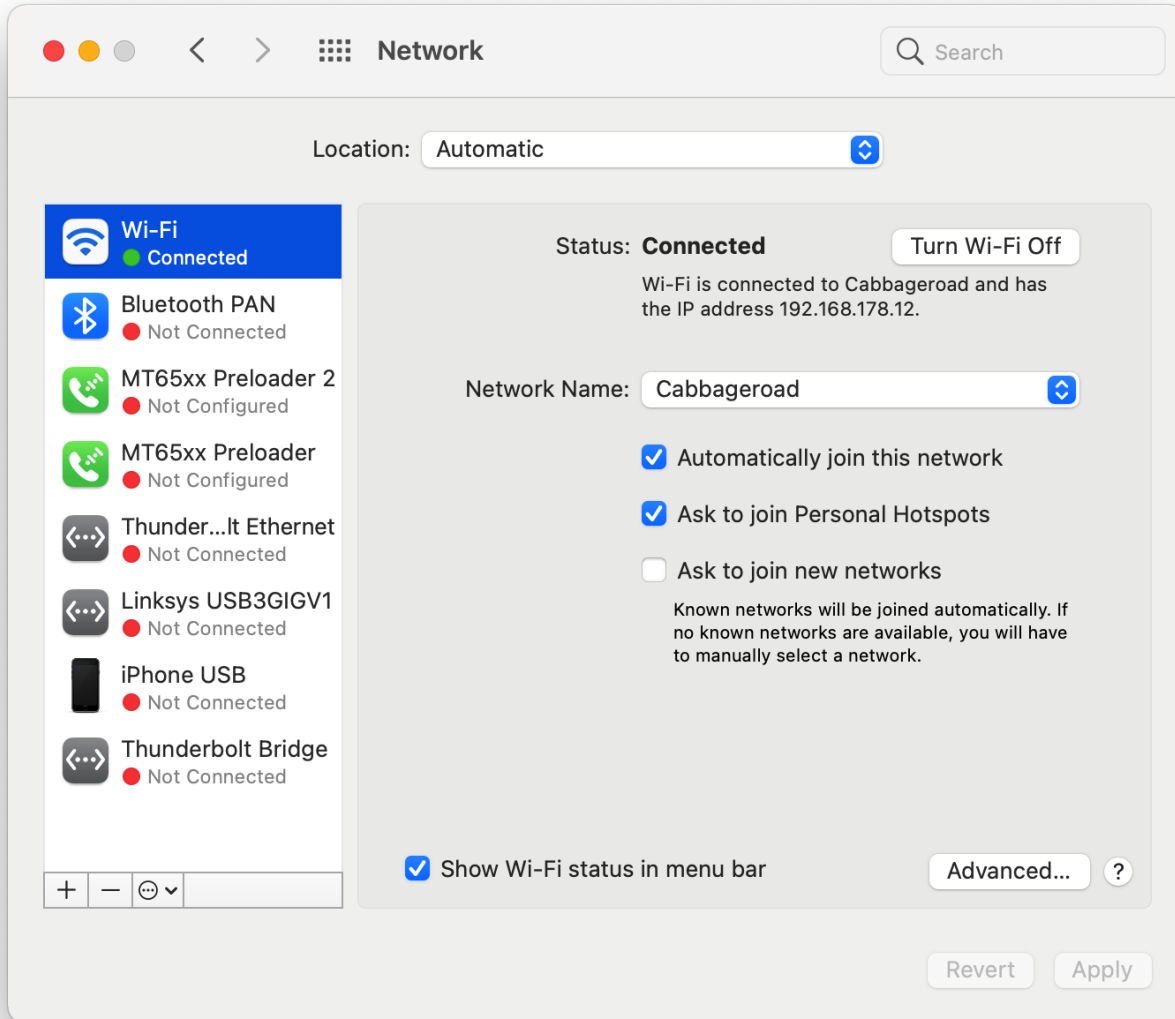 Network
Search
Location:
Automatic
Wi-Fi
Connected
Bluetooth PAN
Not Connected
MT65xx Preloader 2
Not Configured
MT65xx Preloader
Not Configured
Thunder...lt Ethernet
Not Connected
Linksys USB3GIGV1
Not Connected
iPhone USB
Not Connected
Thunderbolt Bridge
Not Connected
Status: Connected
Turn Wi-Fi Off
Wi-Fi is connected to Cabbageroad and has
the IP address 192.168.178.12.
Network Name:
Cabbageroad
Automatically join this network
Ask to join Personal Hotspots
Ask to join new networks
Known networks will be joined automatically. If
no known networks are available, you will have
to manually select a network.
Show Wi-Fi status in menu bar
Advanced...
?
Revert
Apply